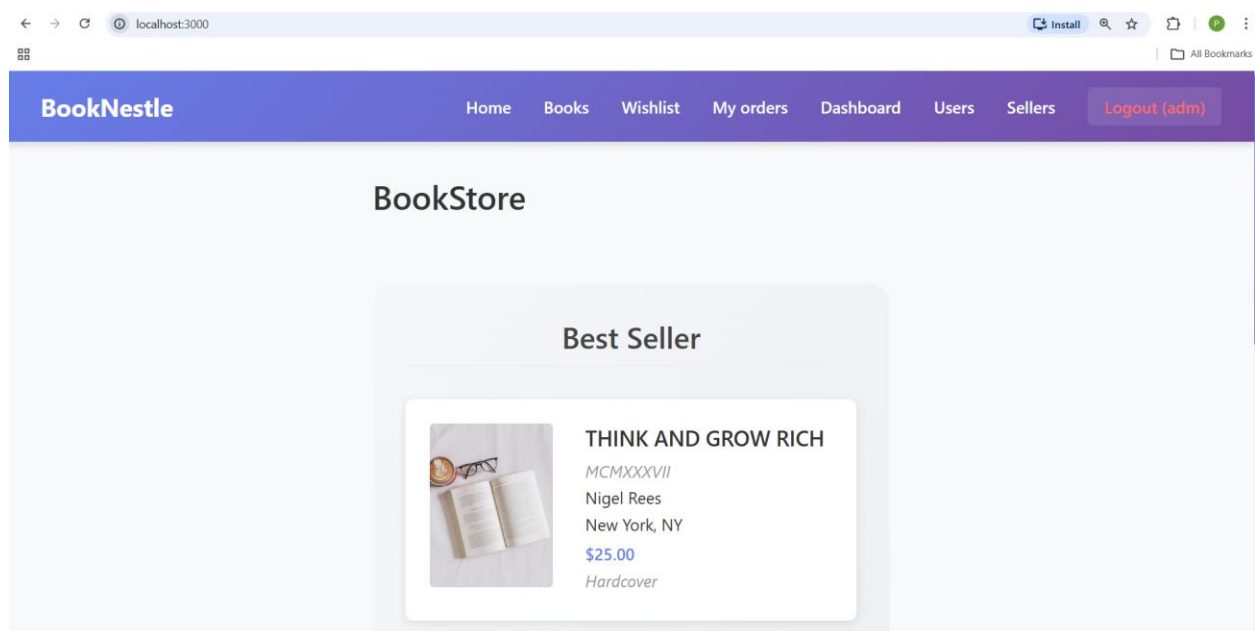 localhost:3000
Install
P
All Bookmarks
BookNestle
Home Books Wishlist My orders Dashboard Users Sellers Logout (adm)
BookStore
Best Seller
THINK AND GROW RICH
MCMXXXVII
Nigel Rees
New York, NY
$25.00
Hardcover